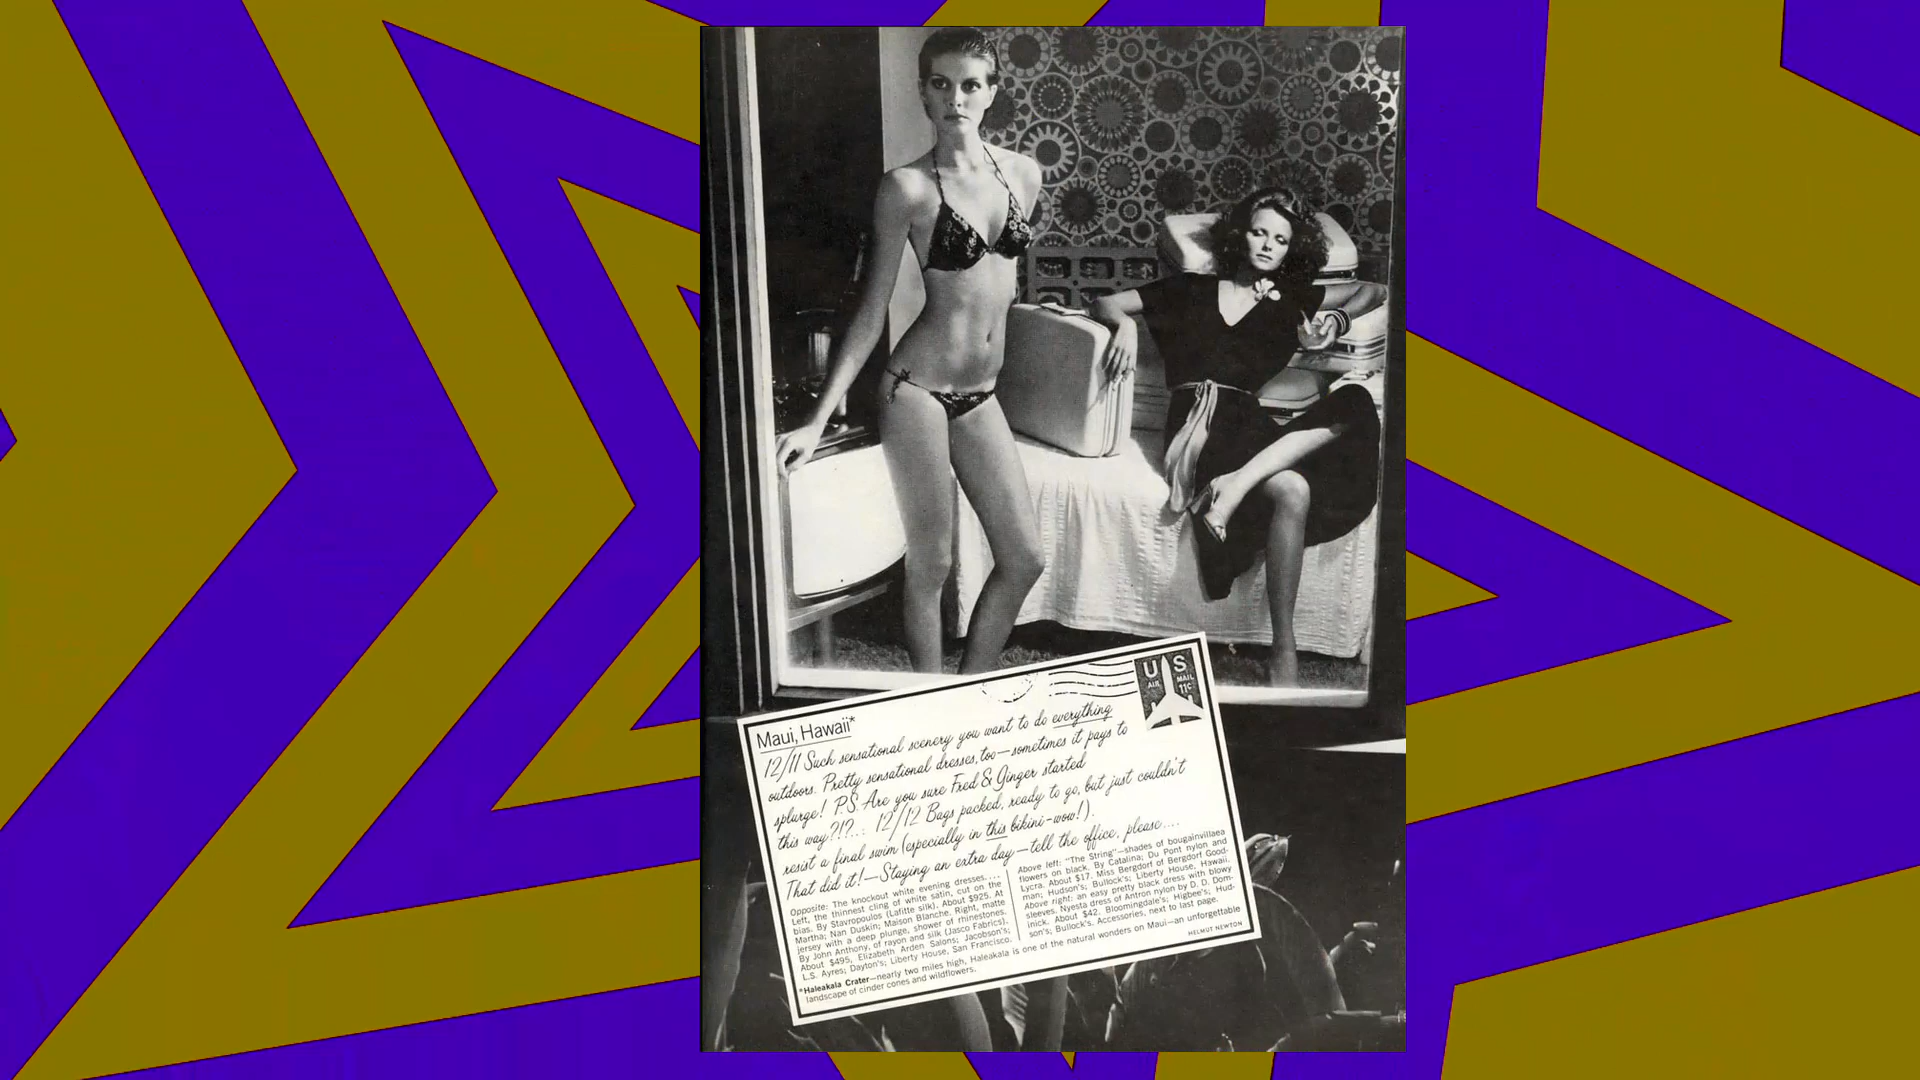 U S
AIR MAIL
11¢
Maui, Hawaii*
12/11 Such sensational scenery you want to do everything
outdoors. Pretty sensational dresses, too—sometimes it pays to
splurge! PS. Are you sure Fred & Ginger started
this way?!?... 12/12 Bags packed, ready to go, but just couldn't
resist a final swim (especially in this bikini–wow!).
That did it!—Staying an extra day—tell the office, please....
Opposite: The knockout white evening dresses....
Left, the thinnest cling of white satin, cut on the
bias. By Stavropoulos (Lafitte silk). About $925. At
Martha; Nan Duskin; Maison Blanche. Right, matte
jersey with a deep plunge, shower of rhinestones.
By John Anthony, of rayon and silk (Jasco Fabrics).
About $495, Elizabeth Arden Salons; Jacobson's;
L.S. Ayres; Dayton's; Liberty House, San Francisco.
Above left: "The String"—shades of bougainvillaea
flowers on black. By Catalina; Du Pont nylon and
Lycra. About $17. Miss Bergdorf of Bergdorf Good-
man; Hudson's; Bullock's; Liberty House, Hawaii.
Above right: an easy pretty black dress with blowy
sleeves. Nyesta dress of Antron nylon by D. D. Dom-
inick. About $42. Bloomingdale's; Higbee's; Hud-
son's; Bullock's. Accessories, next to last page.
*Haleakala Crater—nearly two miles high, Haleakala is one of the natural wonders on Maui—an unforgettable
landscape of cinder cones and wildflowers.
HELMUT NEWTON